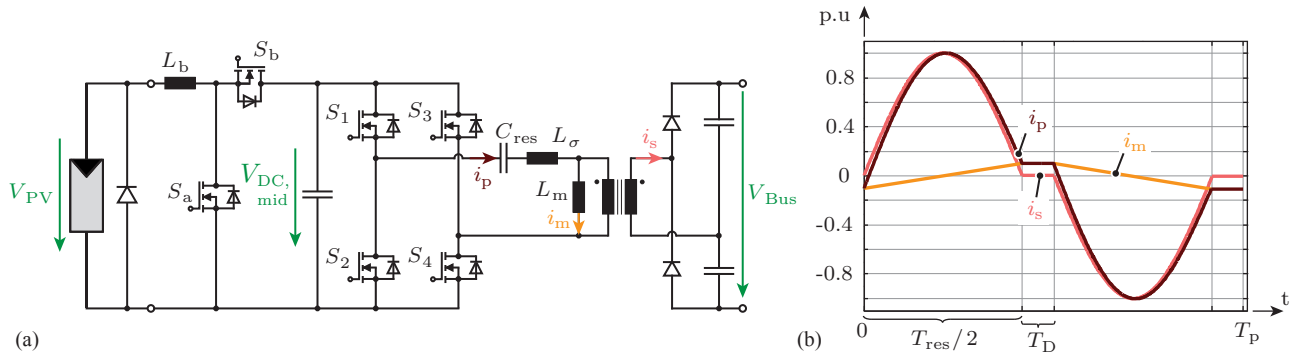 L_b
S_b
S_a
V_PV
V_DC, mid
S_1
S_3
S_2
S_4
C_res
L_σ
i_p
L_m
i_m
i_s
V_Bus
(a)
p.u
0.8
0.4
0
-0.4
-0.8
i_p
i_m
i_s
t
0
T_res/2
T_D
T_p
(b)